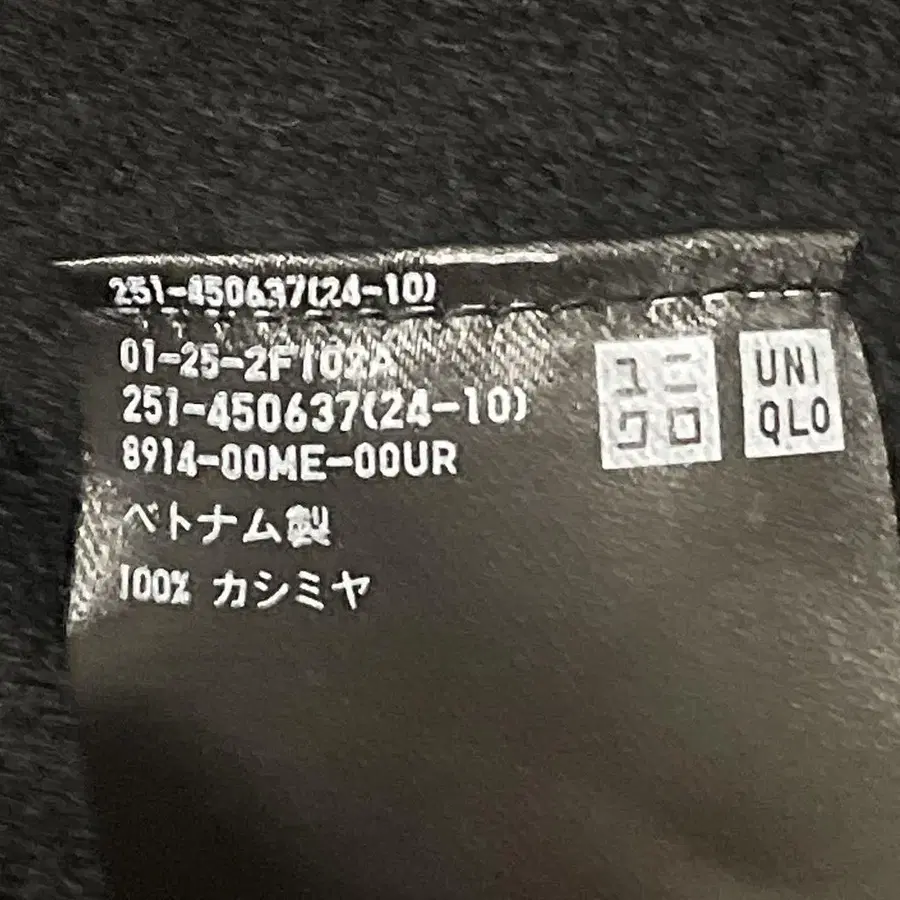 251-450637(24-10)
01-25-2F102A
251-450637(24-10)
8914-00ME-00UR
ベトナム製
100% カシミヤ
ユニ
クロ
UNI
QLO